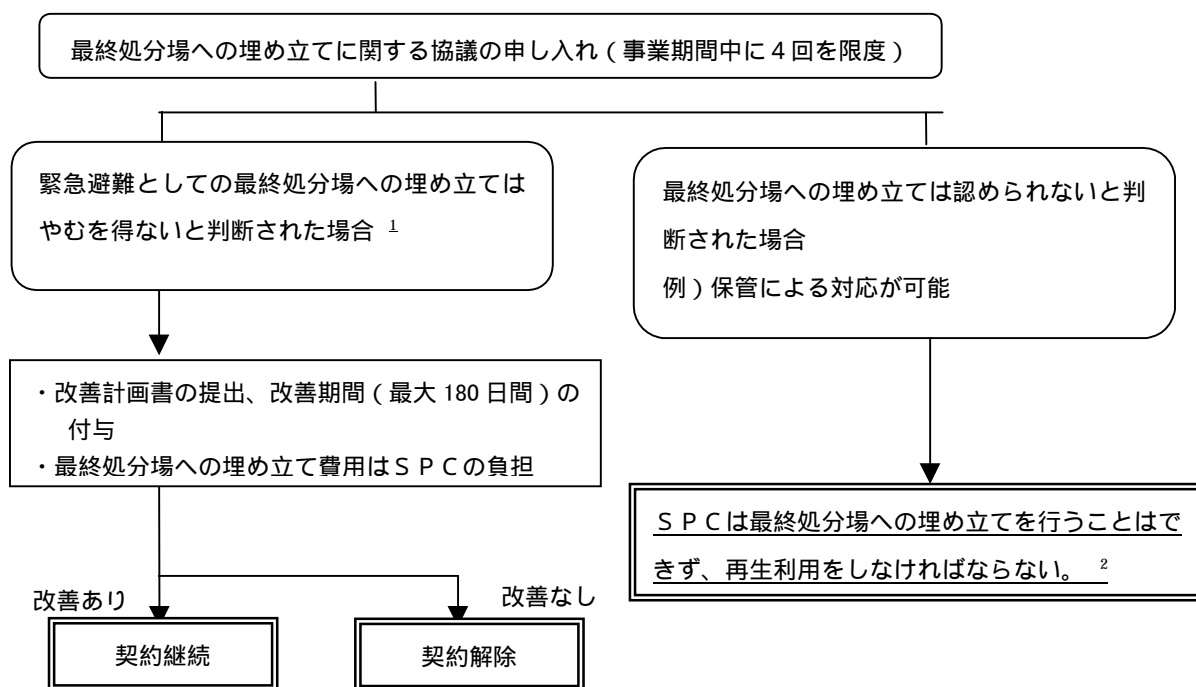 最終処分場への埋め立てに関する協議の申し入れ(事業期間中に4回を限度)
緊急避難としての最終処分場への埋め立ては
やむを得ないと判断された場合 1
最終処分場への埋め立ては認められないと判
断された場合
例)保管による対応が可能
・改善計画書の提出、改善期間(最大 180 日間)の
付与
・最終処分場への埋め立て費用はSPCの負担
SPCは最終処分場への埋め立てを行うことはで
きず、再生利用をしなければならない。 2
改善あり
改善なし
契約継続
契約解除